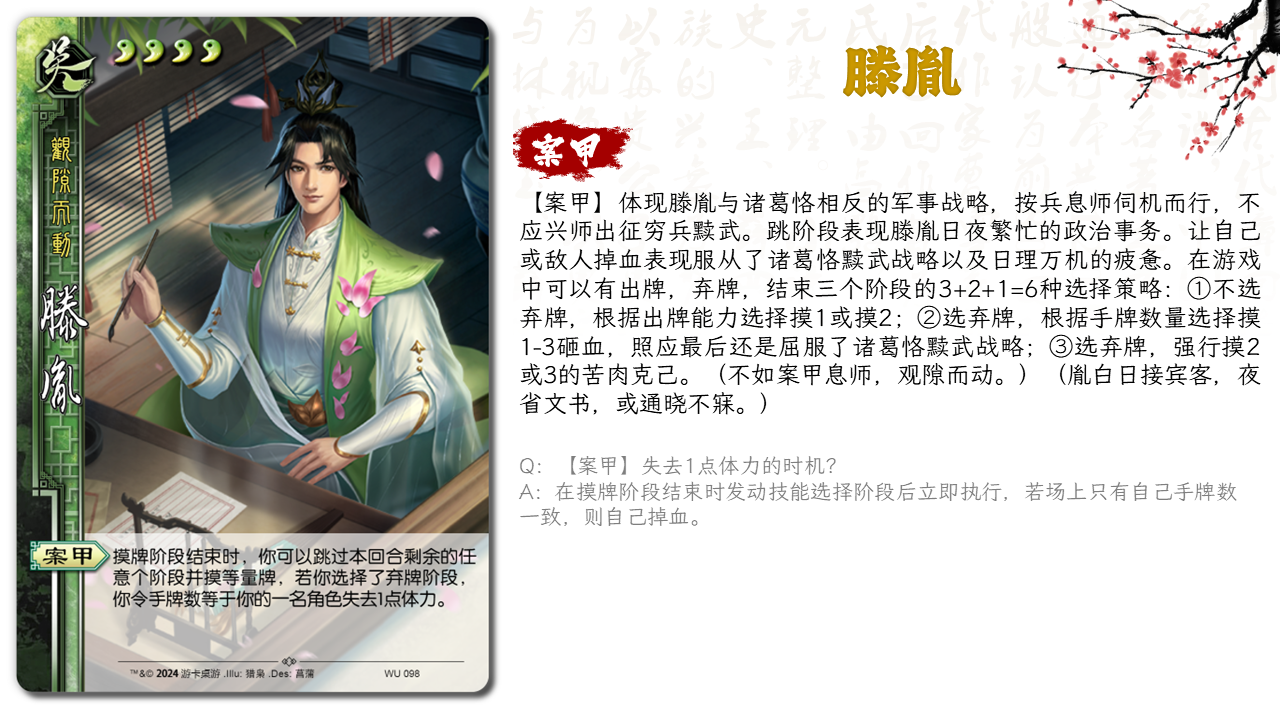 吴
觀隙而動
滕胤
案甲
摸牌阶段结束时，你可以跳过本回合剩余的任
意个阶段并摸等量牌，若你选择了弃牌阶段，
你令手牌数等于你的一名角色失去1点体力。
™&© 2024 游卡桌游 .Illu: 猎枭 .Des: 菖蒲
WU 098
滕胤
案甲
【案甲】体现滕胤与诸葛恪相反的军事战略，按兵息师伺机而行，不
应兴师出征穷兵黩武。跳阶段表现滕胤日夜繁忙的政治事务。让自己
或敌人掉血表现服从了诸葛恪黩武战略以及日理万机的疲惫。在游戏
中可以有出牌，弃牌，结束三个阶段的3+2+1=6种选择策略：①不选
弃牌，根据出牌能力选择摸1或摸2；②选弃牌，根据手牌数量选择摸
1-3砸血，照应最后还是屈服了诸葛恪黩武战略；③选弃牌，强行摸2
或3的苦肉克己。（不如案甲息师，观隙而动。）（胤白日接宾客，夜
省文书，或通晓不寐。）
Q：【案甲】失去1点体力的时机？
A：在摸牌阶段结束时发动技能选择阶段后立即执行，若场上只有自己手牌数
一致，则自己掉血。